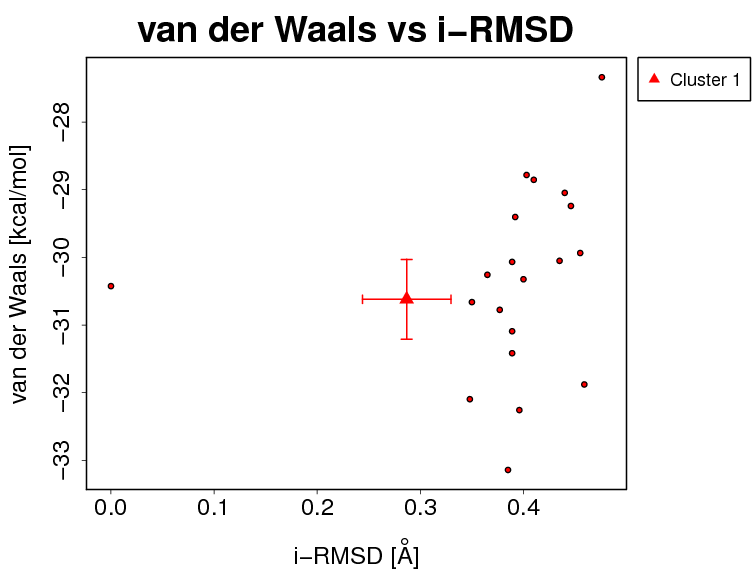 van der Waals vs i−RMSD
Cluster 1
van der Waals [kcal/mol]
−28
−29
−30
−31
−32
−33
0.0 0.1 0.2 0.3 0.4
i−RMSD [Å]